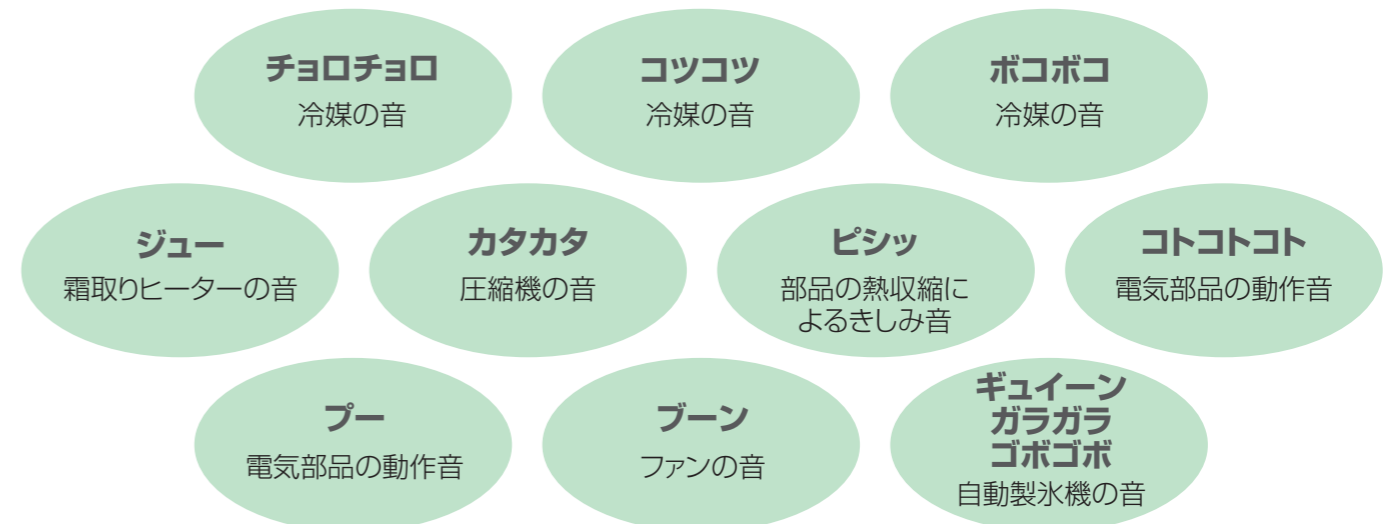 チョロチョロ
冷媒の音
コツコツ
冷媒の音
ボコボコ
冷媒の音
ジュー
霜取りヒーターの音
カタカタ
圧縮機の音
ピシッ
部品の熱収縮に
よるきしみ音
コトコトコト
電気部品の動作音
プー
電気部品の動作音
ブーン
ファンの音
ギュイーン
ガラガラ
ゴボゴボ
自動製氷機の音